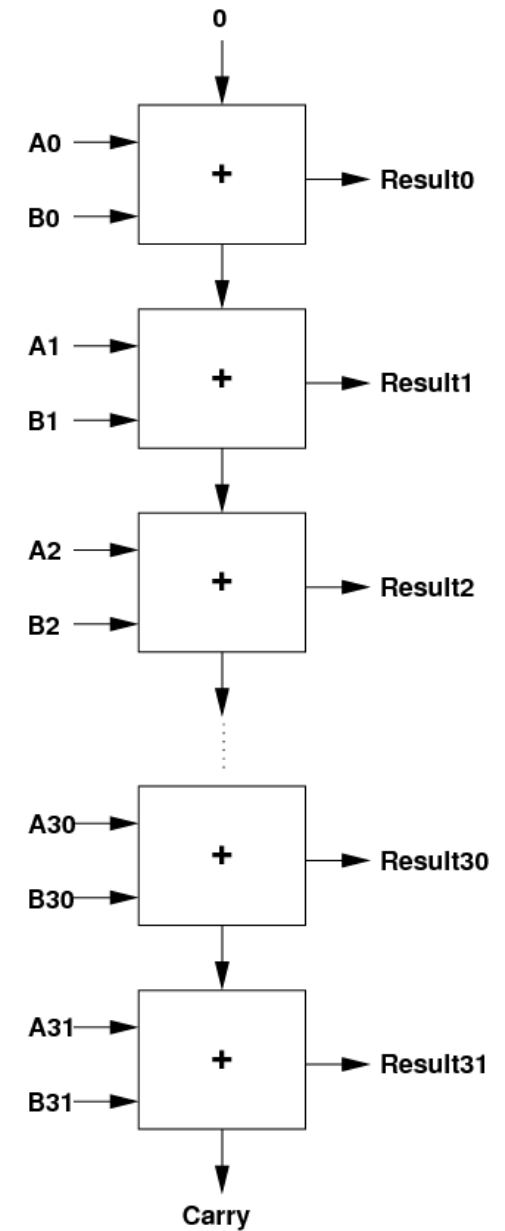 0
A0
+
Result0
B0
A1
+
Result1
B1
A2
+
Result2
B2
A30
+
Result30
B30
A31
+
Result31
B31
Carry